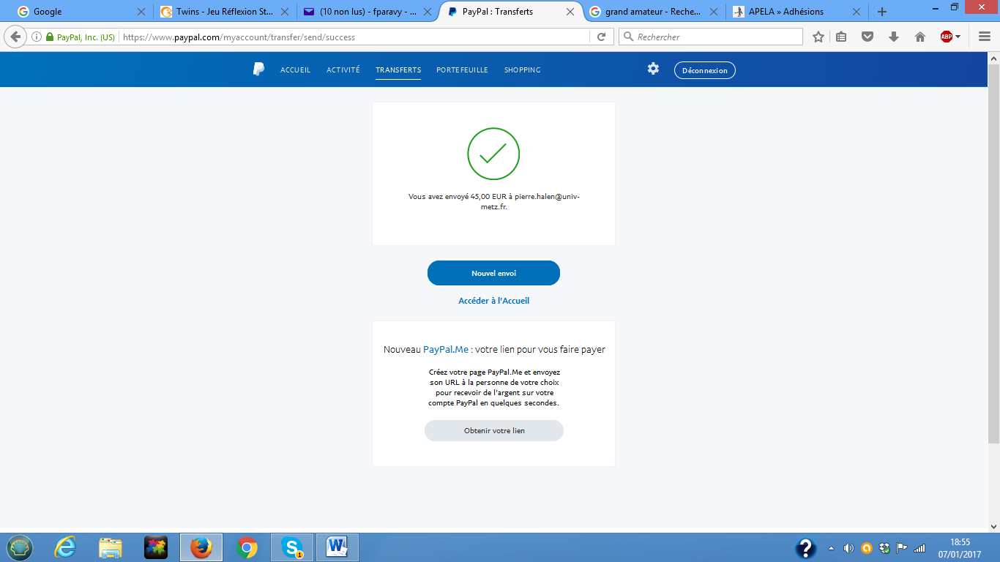 Google
Twins - Jeu Réflexion St...
(10 non lus) - fparavy - ...
PayPal : Transferts
grand amateur - Reche...
APELA » Adhésions
PayPal, Inc. (US)
https://www.paypal.com/myaccount/transfer/send/success
Rechercher
ABP
ACCUEIL
ACTIVITÉ
TRANSFERTS
PORTEFEUILLE
SHOPPING
Déconnexion
Vous avez envoyé 45,00 EUR à pierre.halen@univ-
metz.fr.
Nouvel envoi
Accéder à l'Accueil
Nouveau PayPal.Me : votre lien pour vous faire payer
Créez votre page PayPal.Me et envoyez
son URL à la personne de votre choix
pour recevoir de l'argent sur votre
compte PayPal en quelques secondes.
Obtenir votre lien
1
18:55
07/01/2017